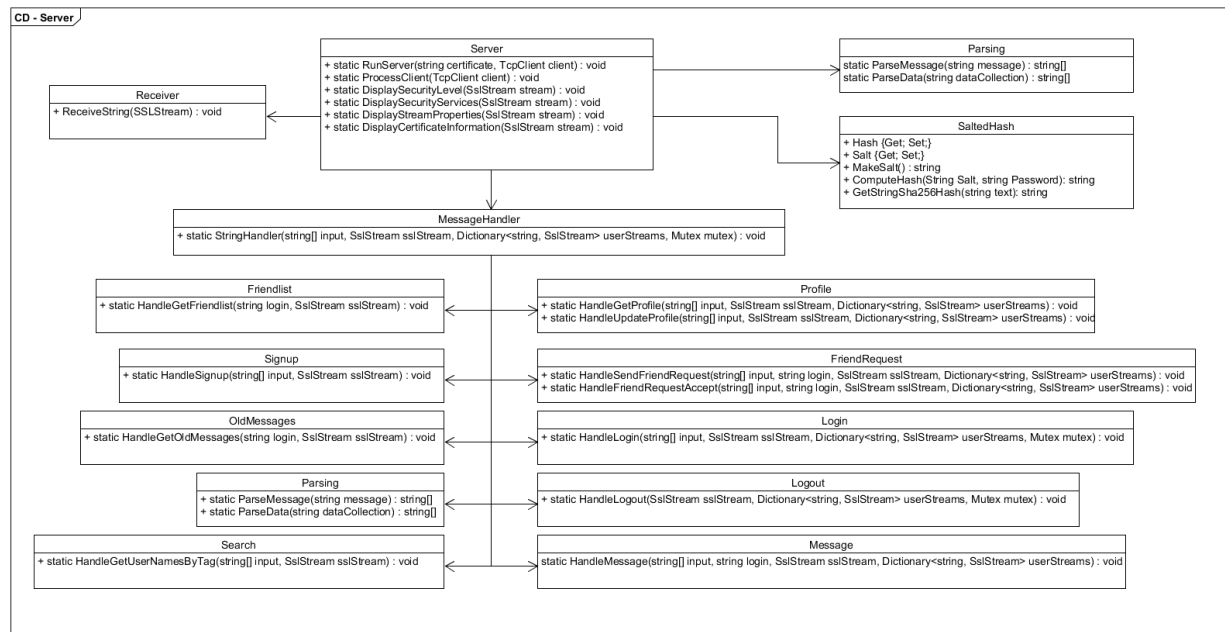 CD - Server
Server
+ static RunServer(string certificate, TcpClient client) : void
+ static ProcessClient(TcpClient client) : void
+ static DisplaySecurityLevel(SslStream stream) : void
+ static DisplaySecurityServices(SslStream stream) : void
+ static DisplayStreamProperties(SslStream stream) : void
+ static DisplayCertificateInformation(SslStream stream) : void
Parsing
static ParseMessage(string message) : string[]
static ParseData(string dataCollection) : string[]
Receiver
+ ReceiveString(SSLStream) : void
SaltedHash
+ Hash {Get; Set;}
+ Salt {Get; Set;}
+ MakeSalt() : string
+ ComputeHash(String Salt, string Password): string
+ GetStringSha256Hash(string text): string
MessageHandler
+ static StringHandler(string[] input, SslStream sslStream, Dictionary<string, SslStream> userStreams, Mutex mutex) : void
Friendlist
+ static HandleGetFriendlist(string login, SslStream sslStream) : void
Profile
+ static HandleGetProfile(string[] input, SslStream sslStream, Dictionary<string, SslStream> userStreams) : void
+ static HandleUpdateProfile(string[] input, SslStream sslStream, Dictionary<string, SslStream> userStreams) : void
Signup
+ static HandleSignup(string[] input, SslStream sslStream) : void
FriendRequest
+ static HandleSendFriendRequest(string[] input, string login, SslStream sslStream, Dictionary<string, SslStream> userStreams) : void
+ static HandleFriendRequestAccept(string[] input, string login, SslStream sslStream, Dictionary<string, SslStream> userStreams) : void
OldMessages
+ static HandleGetOldMessages(string login, SslStream sslStream) : void
Login
+ static HandleLogin(string[] input, SslStream sslStream, Dictionary<string, SslStream> userStreams, Mutex mutex) : void
Parsing
+ static ParseMessage(string message) : string[]
+ static ParseData(string dataCollection) : string[]
Logout
+ static HandleLogout(SslStream sslStream, Dictionary<string, SslStream> userStreams, Mutex mutex) : void
Search
+ static HandleGetUserNamesByTag(string[] input, SslStream sslStream) : void
Message
static HandleMessage(string[] input, string login, SslStream sslStream, Dictionary<string, SslStream> userStreams) : void